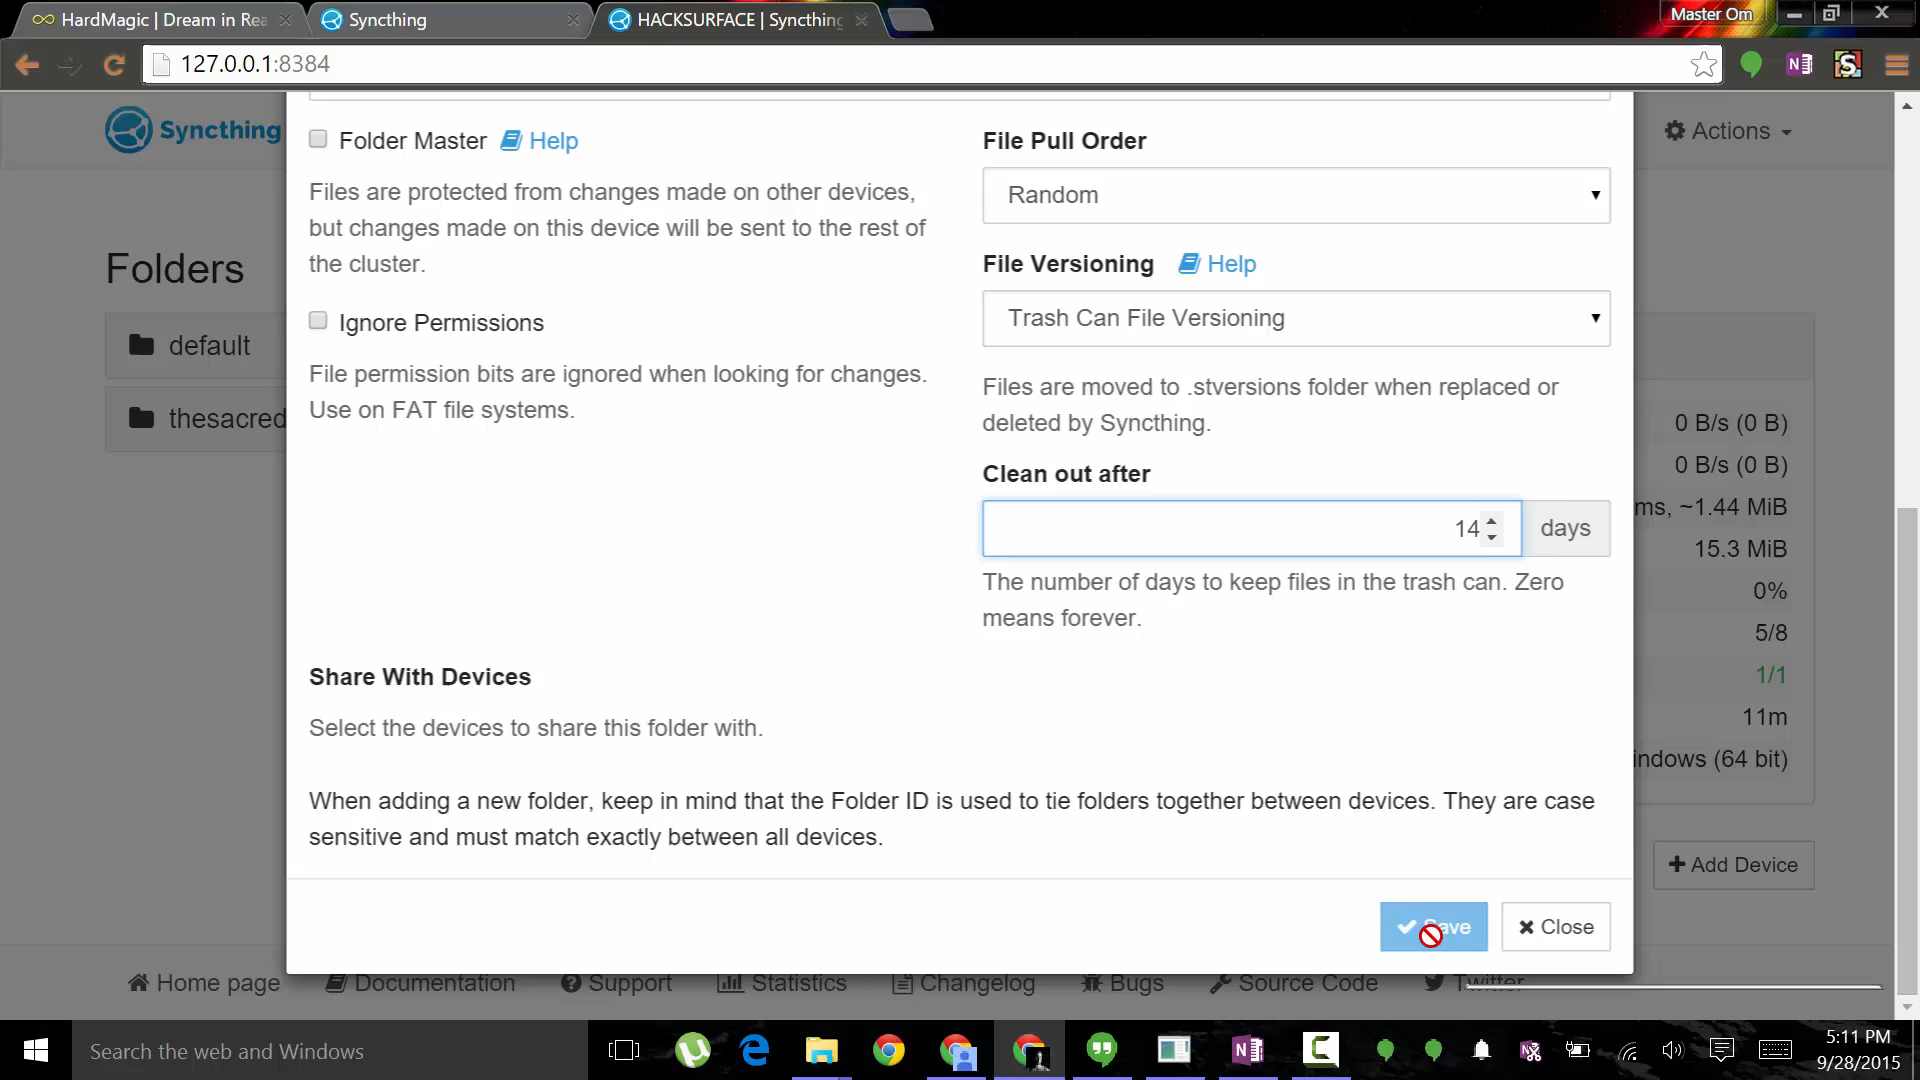 HardMagic | Dream in Rea
Syncthing
HACKSURFACE | Syncthing
Master Om
127.0.0.1:8384
Syncthing
Actions
Folder Master Help
Files are protected from changes made on other devices,
but changes made on this device will be sent to the rest of
the cluster.
Ignore Permissions
File permission bits are ignored when looking for changes.
Use on FAT file systems.
File Pull Order
Random
File Versioning Help
Trash Can File Versioning
Files are moved to .stversions folder when replaced or
deleted by Syncthing.
Clean out after
14 days
The number of days to keep files in the trash can. Zero
means forever.
Share With Devices
Select the devices to share this folder with.
When adding a new folder, keep in mind that the Folder ID is used to tie folders together between devices. They are case
sensitive and must match exactly between all devices.
Save Close
Folders
default
thesacred
0 B/s (0 B)
0 B/s (0 B)
ms, ~1.44 MiB
15.3 MiB
0%
5/8
1/1
11m
indows (64 bit)
Add Device
Home page Documentation Support Statistics Changelog Bugs Source Code Twitter
Search the web and Windows
5:11 PM
9/28/2015